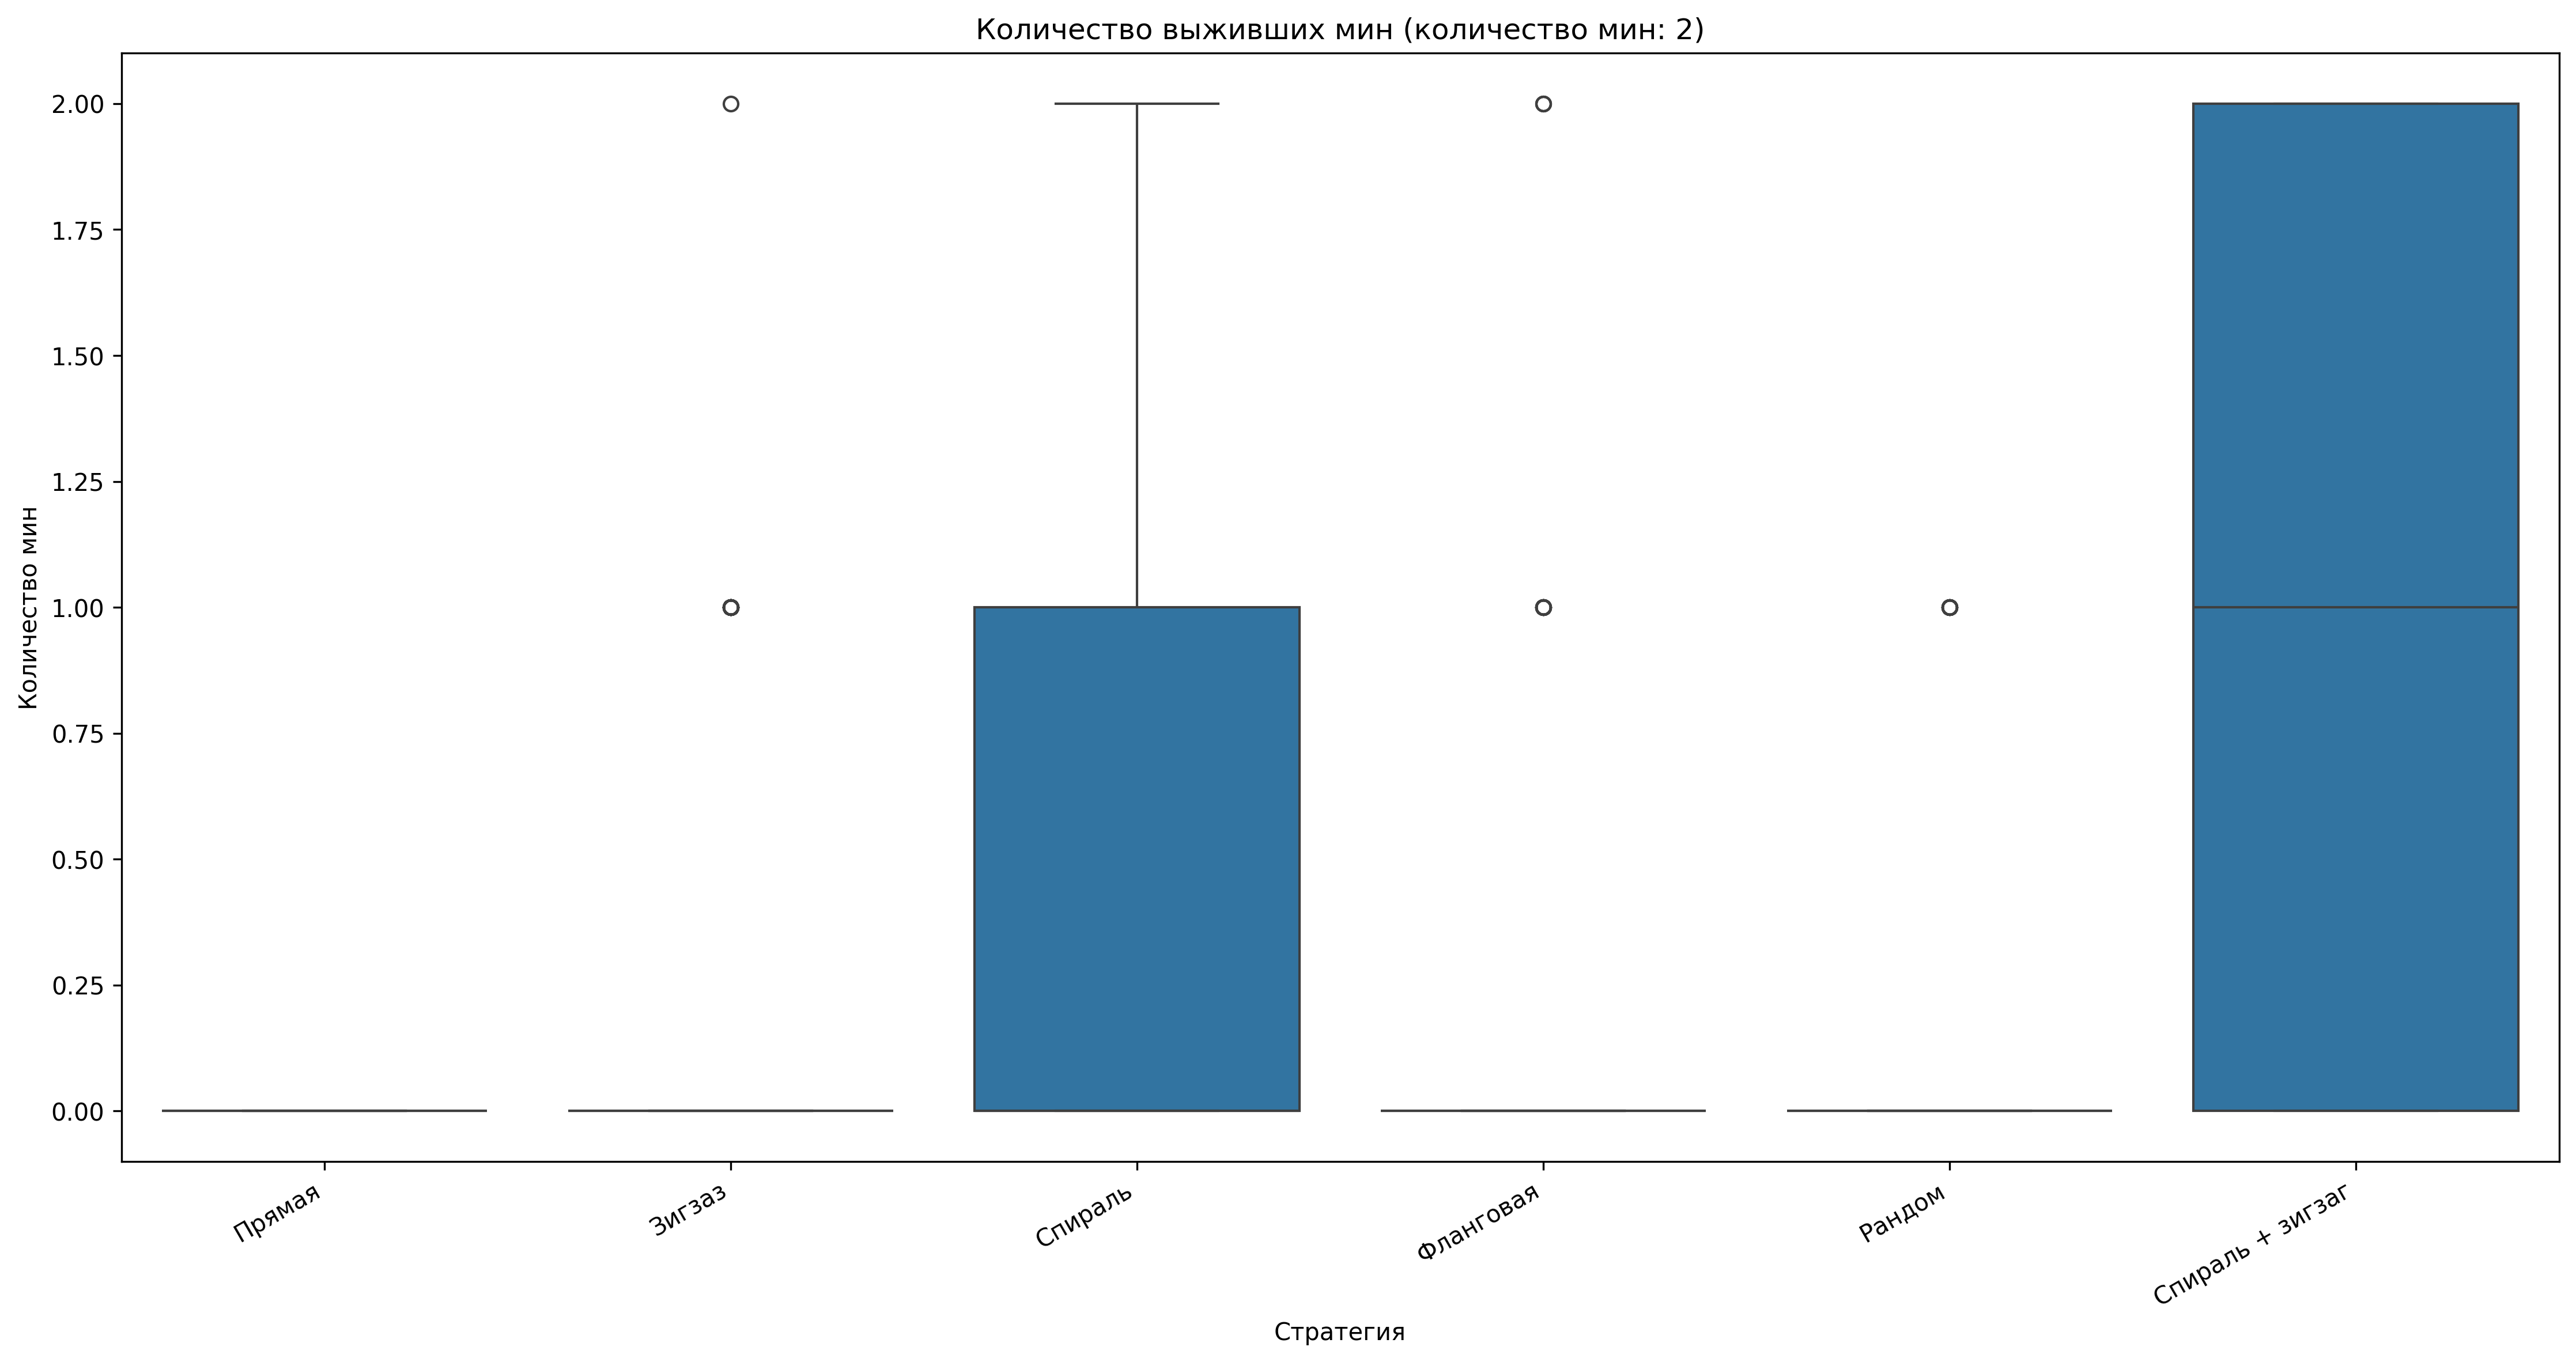 Количество выживших мин (количество мин: 2)
Количество мин
2.00
1.75
1.50
1.25
1.00
0.75
0.50
0.25
0.00
Прямая
Зигзаз
Спираль
Фланговая
Рандом
Спираль + зигзаг
Стратегия